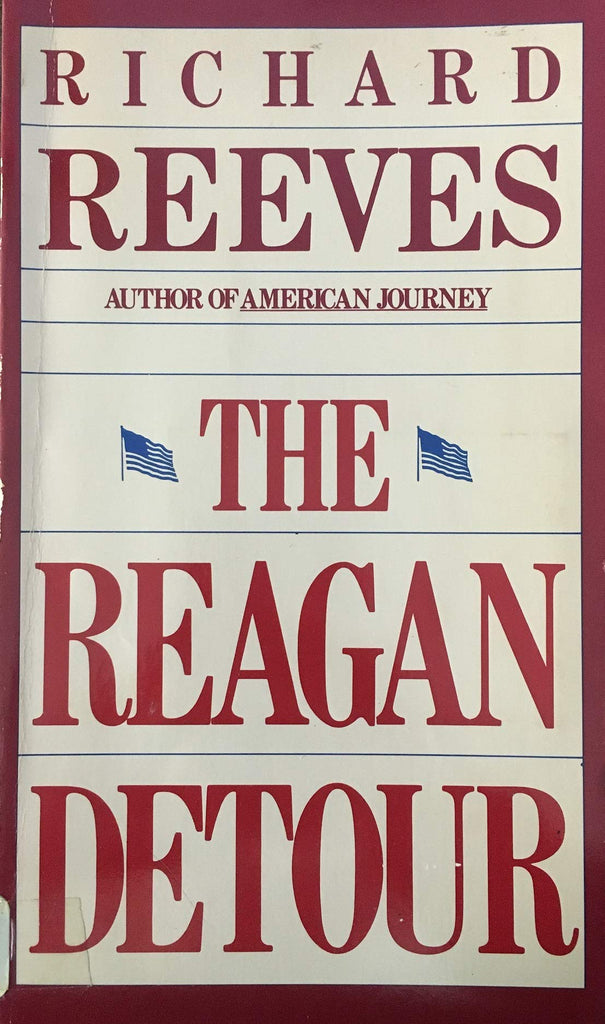 RICHARD
REEVES
AUTHOR OF AMERICAN JOURNEY
THE
REAGAN
DETOUR